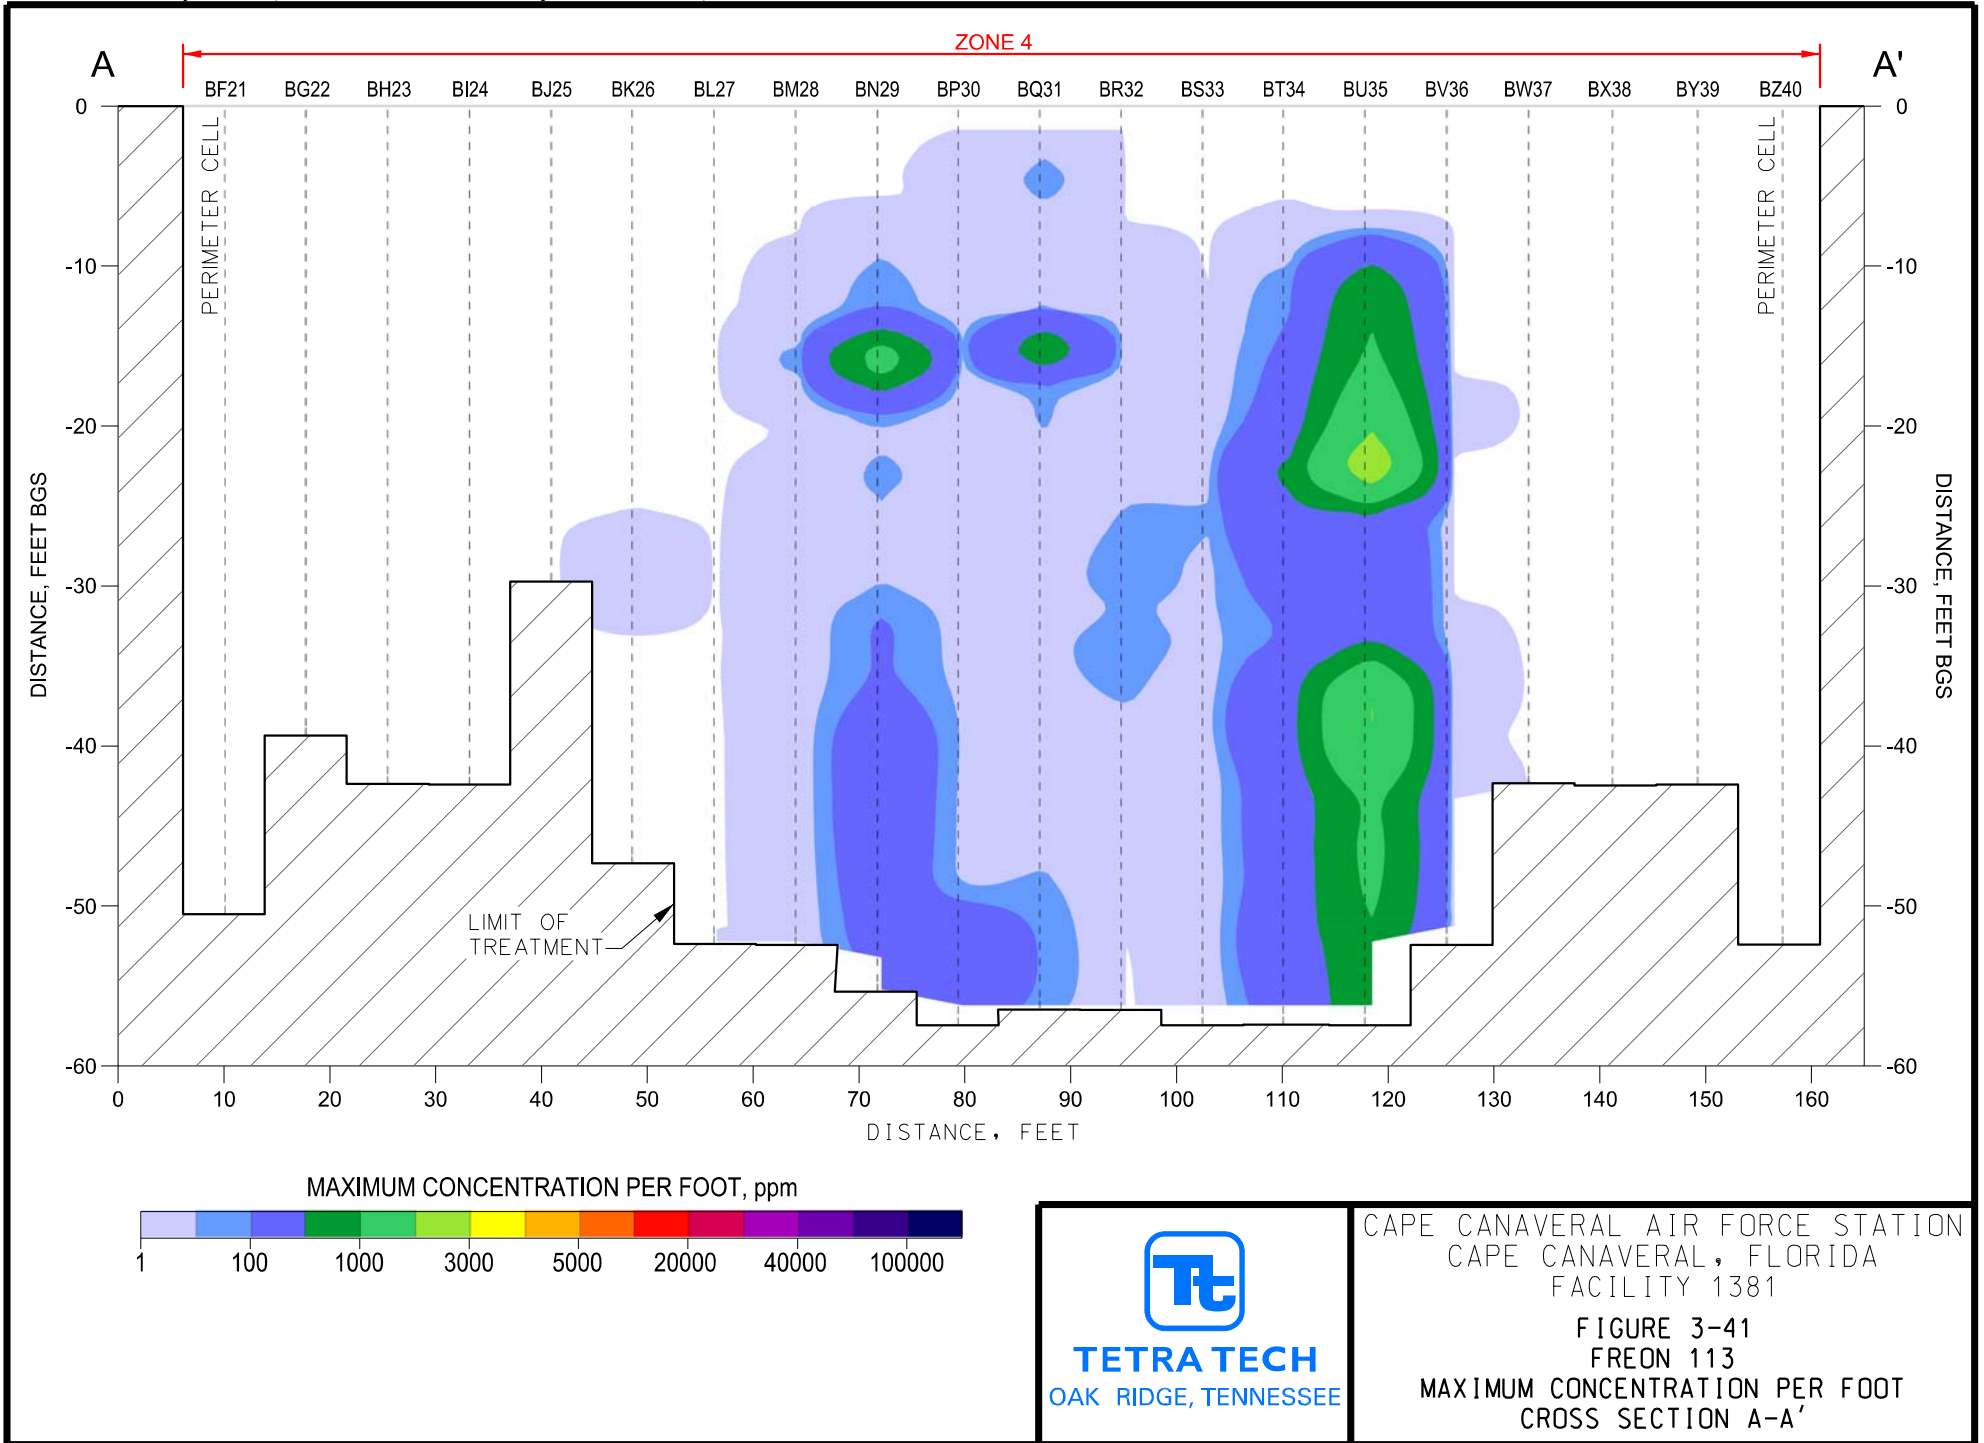 ZONE 4
A
A'
BF21 BG22 BH23 BI24 BJ25 BK26 BL27 BM28 BN29 BP30 BQ31 BR32 BS33 BT34 BU35 BV36 BW37 BX38 BY39 BZ40
PERIMETER CELL
PERIMETER CELL
0
-10
-20
-30
-40
-50
-60
DISTANCE, FEET BGS
0
-10
-20
-30
-40
-50
-60
DISTANCE, FEET BGS
LIMIT OF
TREATMENT
0 10 20 30 40 50 60 70 80 90 100 110 120 130 140 150 160
DISTANCE, FEET
MAXIMUM CONCENTRATION PER FOOT, ppm
1 100 1000 3000 5000 20000 40000 100000
Tt
TETRA TECH
OAK RIDGE, TENNESSEE
CAPE CANAVERAL AIR FORCE STATION
CAPE CANAVERAL, FLORIDA
FACILITY 1381
FIGURE 3-41
FREON 113
MAXIMUM CONCENTRATION PER FOOT
CROSS SECTION A-A'